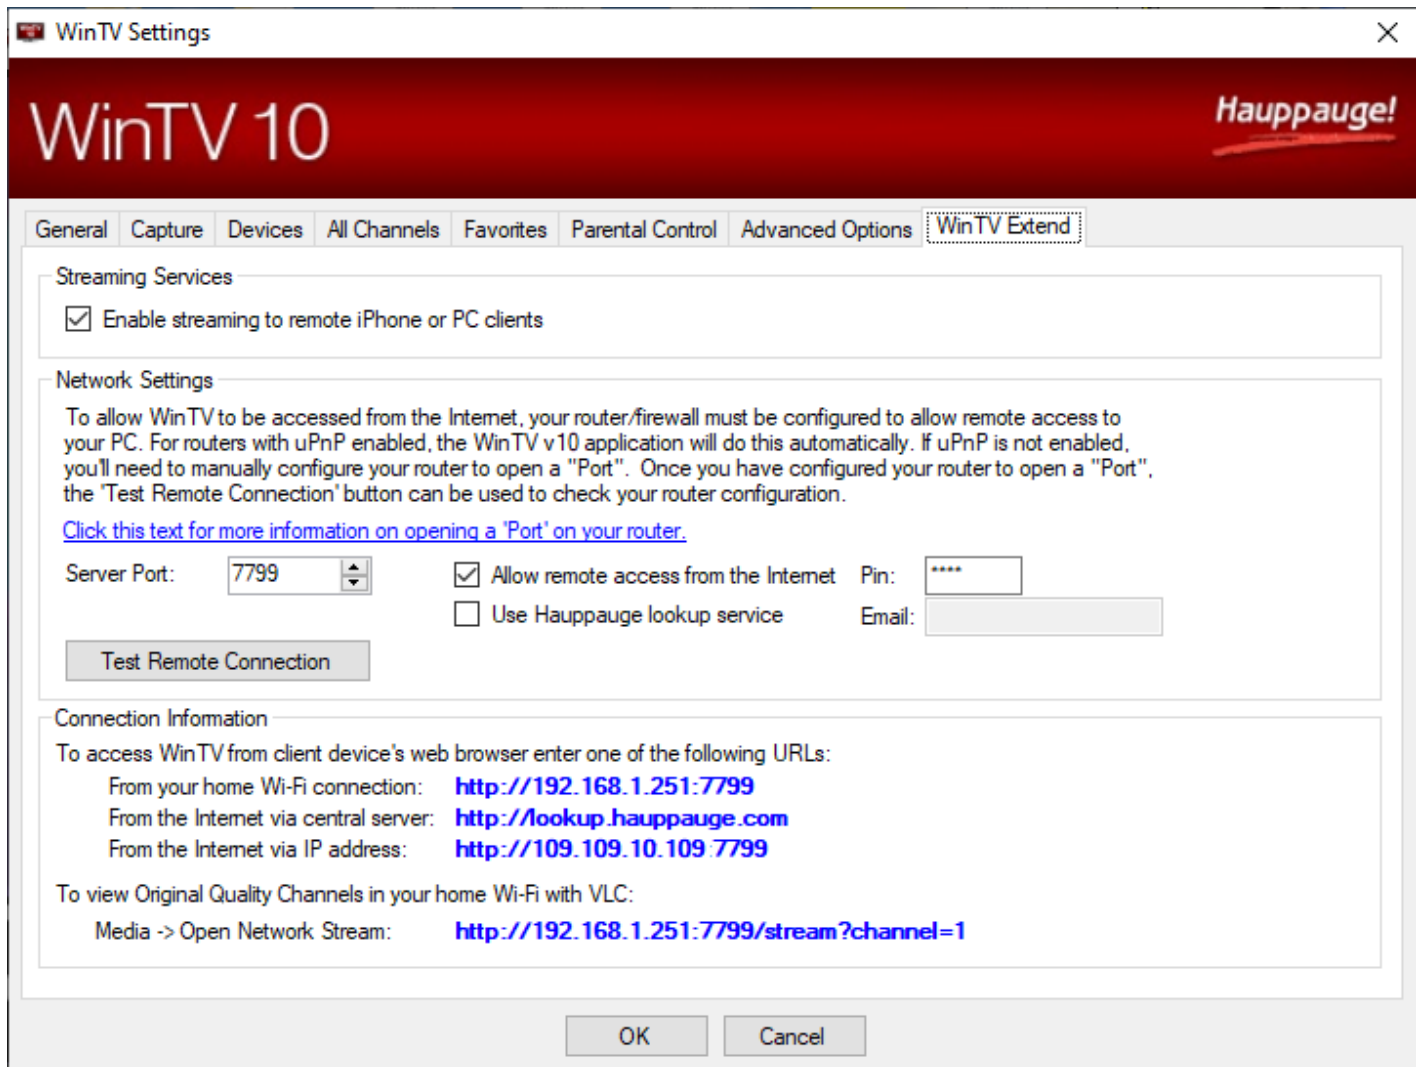 WinTV Settings
WinTV 10
Hauppauge!
General Capture Devices All Channels Favorites Parental Control Advanced Options WinTV Extend
Streaming Services
Enable streaming to remote iPhone or PC clients
Network Settings
To allow WinTV to be accessed from the Internet, your router/firewall must be configured to allow remote access to
your PC. For routers with uPnP enabled, the WinTV v10 application will do this automatically. If uPnP is not enabled,
you'll need to manually configure your router to open a "Port". Once you have configured your router to open a "Port",
the 'Test Remote Connection' button can be used to check your router configuration.
Click this text for more information on opening a 'Port' on your router.
Server Port: 7799 Allow remote access from the Internet Pin: ****
Use Hauppauge lookup service Email:
Test Remote Connection
Connection Information
To access WinTV from client device's web browser enter one of the following URLs:
From your home Wi-Fi connection: http://192.168.1.251:7799
From the Internet via central server: http://lookup.hauppauge.com
From the Internet via IP address: http://109.109.10.109:7799
To view Original Quality Channels in your home Wi-Fi with VLC:
Media -> Open Network Stream: http://192.168.1.251:7799/stream?channel=1
OK Cancel